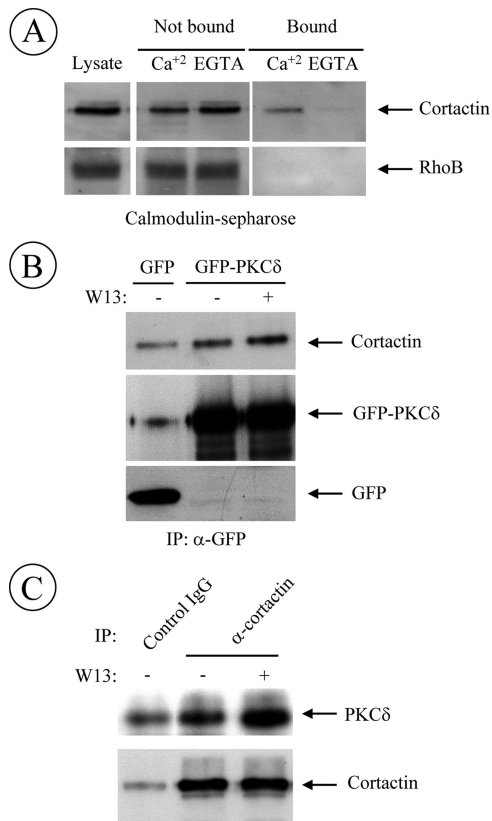 A
Not bound Bound
Lysate Ca+2 EGTA Ca+2 EGTA
Cortactin
RhoB
Calmodulin-sepharose
B
GFP GFP-PKCδ
W13: - - +
Cortactin
GFP-PKCδ
GFP
IP: α-GFP
C
IP: Control IgG α-cortactin
W13: - - +
PKCδ
Cortactin